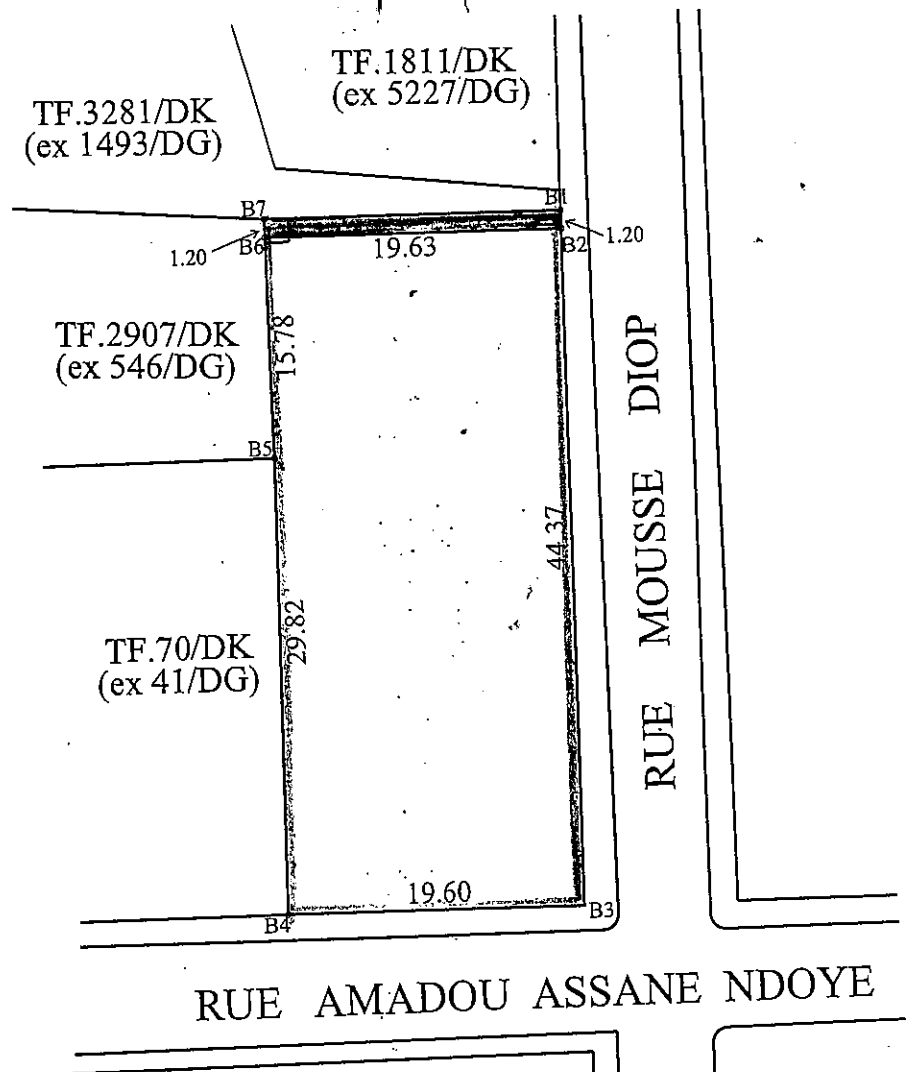 TF.1811/DK
(ex 5227/DG)
TF.3281/DK
(ex 1493/DG)
B1
B7
B6
1.20
19.63
B2
1.20
TF.2907/DK
(ex 546/DG)
15.78
RUE MOUSSE DIOP
B5
44.37
29.82
TF.70/DK
(ex 41/DG)
19.60
B3
B4
RUE AMADOU ASSANE NDOYE